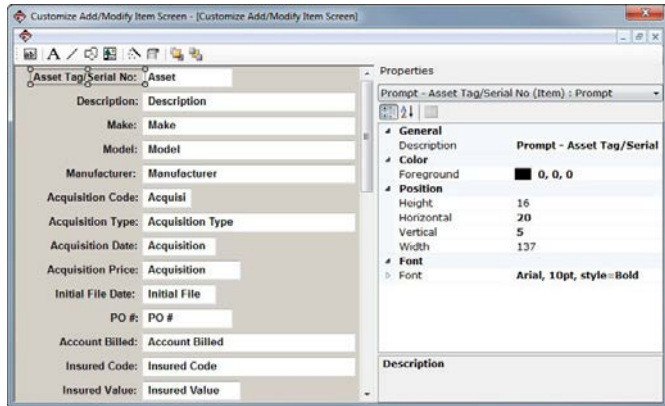 Customize Add/Modify Item Screen - [Customize Add/Modify Item Screen]
Asset Tag/Serial No: Asset
Description: Description
Make: Make
Model: Model
Manufacturer: Manufacturer
Acquisition Code: Acquisi
Acquisition Type: Acquisition Type
Acquisition Date: Acquisition
Acquisition Price: Acquisition
Initial File Date: Initial File
PO #: PO #
Account Billed: Account Billed
Insured Code: Insured Code
Insured Value: Insured Value
Properties
Prompt - Asset Tag/Serial No (Item) : Prompt
General
Description Prompt - Asset Tag/Serial
Color
Foreground 0, 0, 0
Position
Height 16
Horizontal 20
Vertical 5
Width 137
Font
Font Arial, 10pt, style=Bold
Description